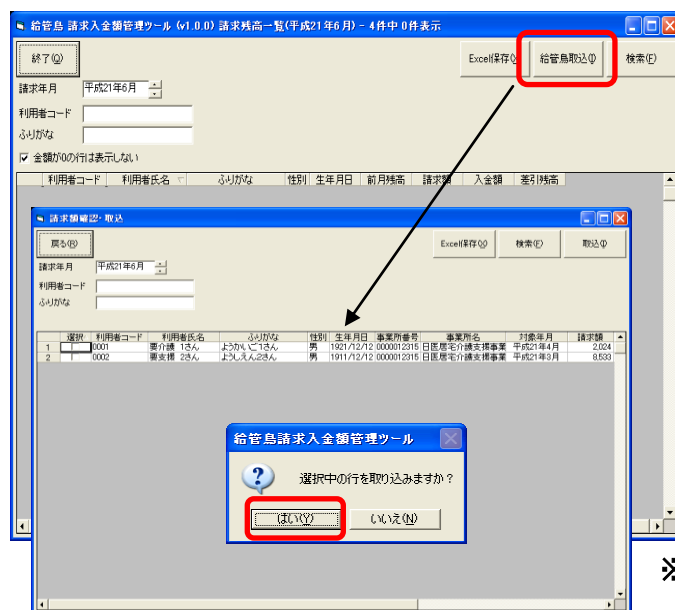 給管鳥 請求入金額管理ツール (v1.0.0) 請求残高一覧(平成21年6月) - 4件中 0件表示
終了(Q) Excel保存 給管鳥取込(I) 検索(F)
請求年月 平成21年6月
利用者コード
ふりがな
金額が0の行は表示しない
利用者コード 利用者氏名 ふりがな 性別 生年月日 前月残高 請求額 入金額 差引残高
請求額確認・取込
戻る(R) Excel保存(X) 検索(F) 取込(I)
請求年月 平成21年6月
利用者コード
ふりがな
選択 利用者コード 利用者氏名 ふりがな 性別 生年月日 事業所番号 事業所名 対象年月 請求額
1 0001 要介護 1さん ようかいご1さん 男 1921/12/12 0000012315 日医居宅介護支援事業 平成21年4月 2,024
2 0002 要支援 2さん ようしえん2さん 男 1911/12/12 0000012315 日医居宅介護支援事業 平成21年3月 8,533
給管鳥請求入金額管理ツール
選択中の行を取り込みますか？
はい(Y) いいえ(N)
※